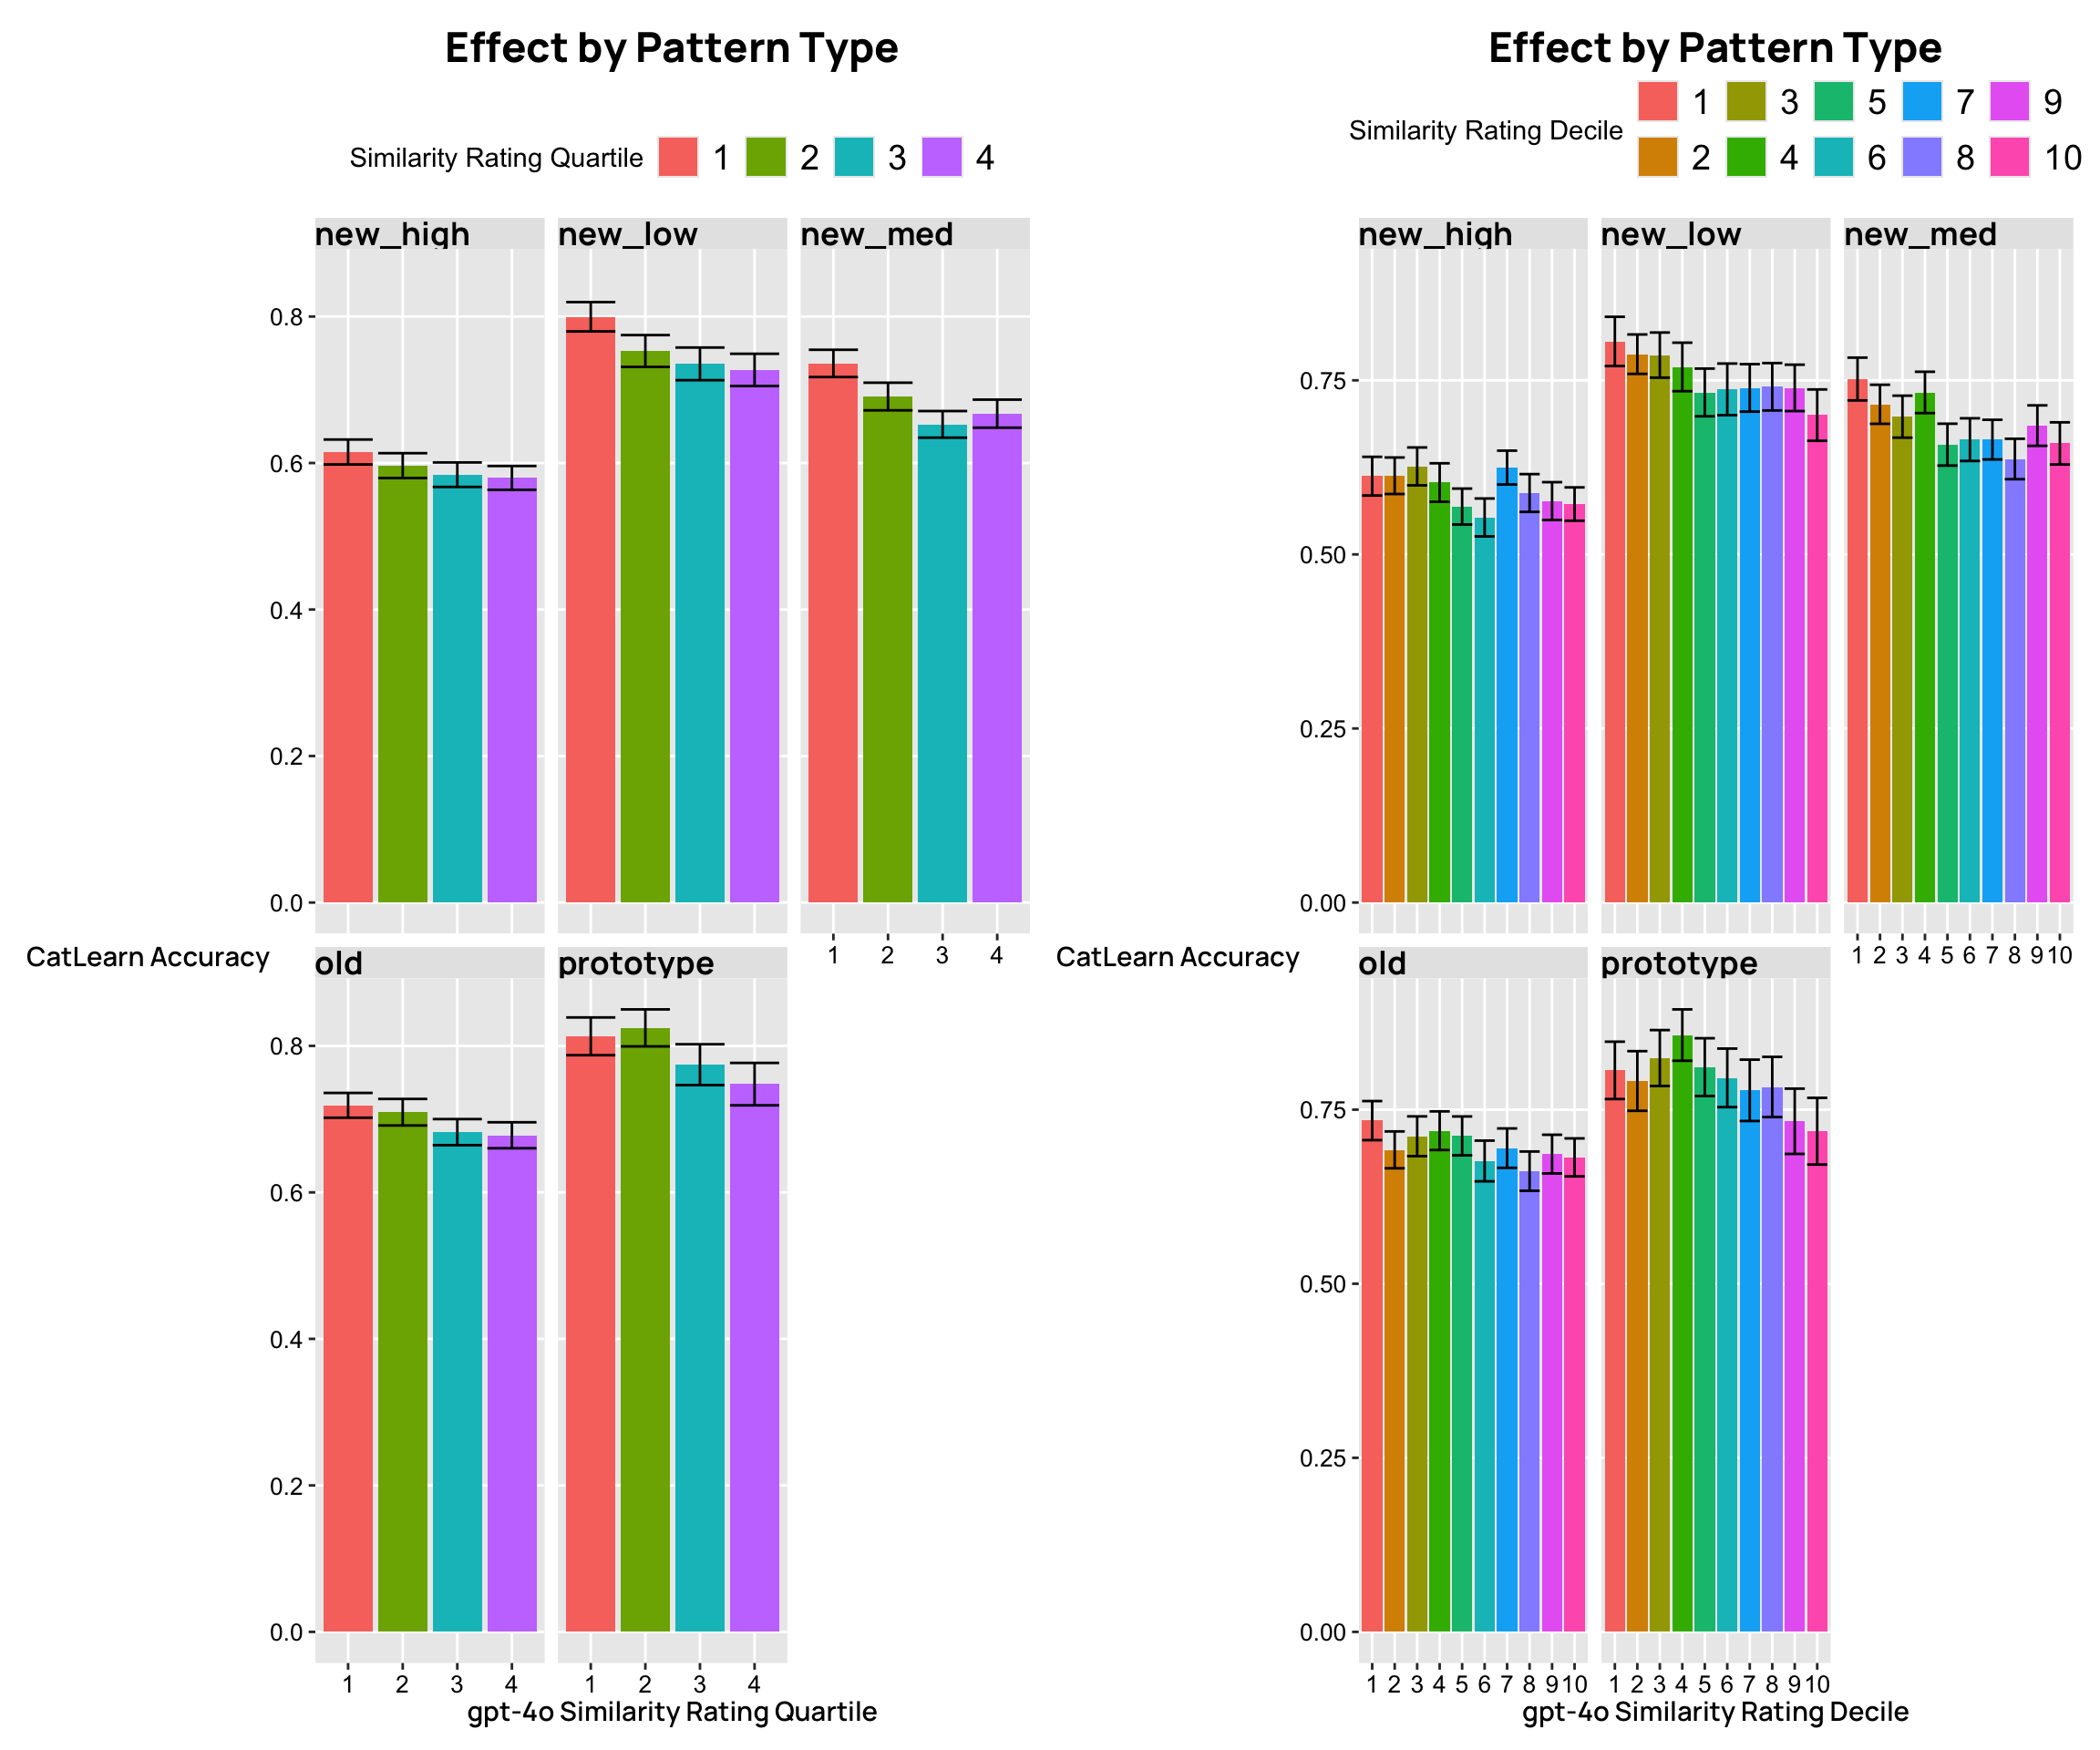 Effect by Pattern Type
Similarity Rating Quartile 1 2 3 4
new_high new_low new_med
0.8
0.6
0.4
0.2
0.0
1 2 3 4
CatLearn Accuracy
old prototype
0.8
0.6
0.4
0.2
0.0
1 2 3 4 1 2 3 4
gpt-4o Similarity Rating Quartile
Effect by Pattern Type
Similarity Rating Decile
1 3 5 7 9
2 4 6 8 10
new_high new_low new_med
0.75
0.50
0.25
0.00
1 2 3 4 5 6 7 8 9 10
CatLearn Accuracy
old prototype
0.75
0.50
0.25
0.00
1 2 3 4 5 6 7 8 9 10 1 2 3 4 5 6 7 8 9 10
gpt-4o Similarity Rating Decile